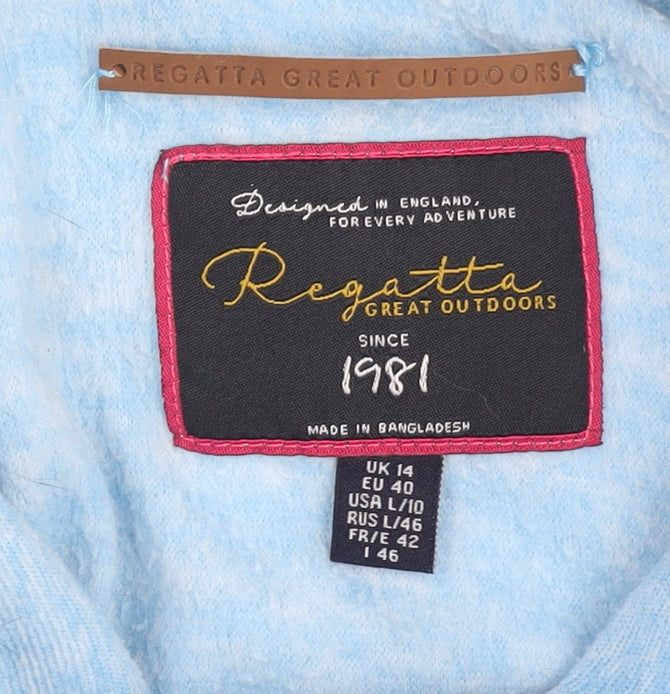 REGATTA GREAT OUTDOORS
Designed IN ENGLAND,
FOR EVERY ADVENTURE
Regatta
GREAT OUTDOORS
SINCE
1981
MADE IN BANGLADESH
UK 14
EU 40
USA L/10
RUS L/46
FR/E 42
I 46